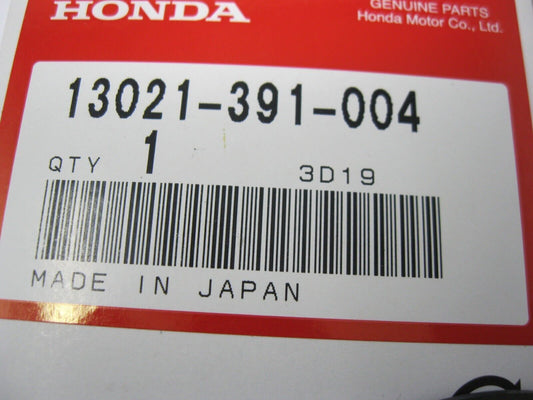 HONDA
GENUINE PARTS
Honda Motor Co., Ltd.
13021-391-004
QTY 1 3D19
MADE IN JAPAN